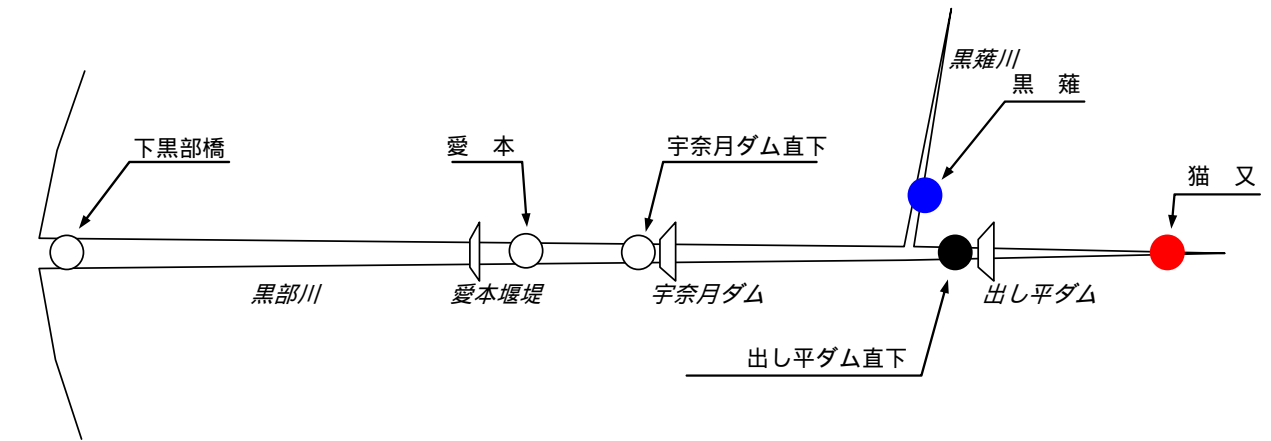 黒薙川
黒　薙
下黒部橋
愛　本
宇奈月ダム直下
猫　又
黒部川
愛本堰堤
宇奈月ダム
出し平ダム
出し平ダム直下